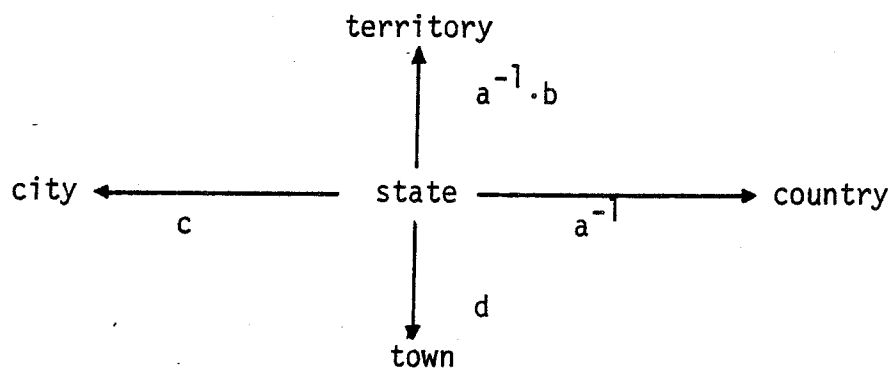 territory
a⁻¹·b
city state country
c a⁻¹
d
town